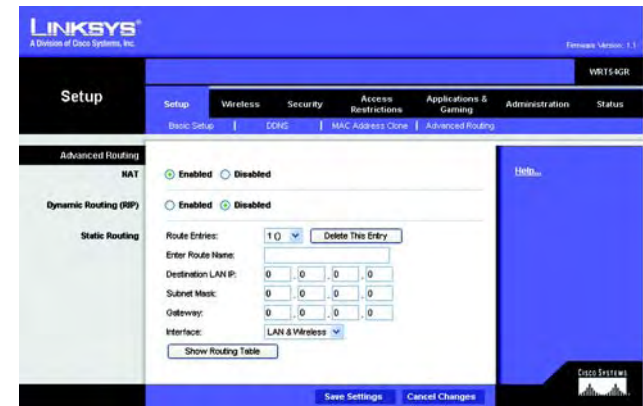 LINKSYS®
A Division of Cisco Systems, Inc.
Firmware Version: 1.1
WRT54GR
Setup
Setup Wireless Security Access Restrictions Applications & Gaming Administration Status
Basic Setup | DDNS | MAC Address Clone | Advanced Routing
Advanced Routing
NAT Enabled Disabled
Help...
Dynamic Routing (RIP) Enabled Disabled
Static Routing Route Entries: 1 () Delete This Entry
Enter Route Name:
Destination LAN IP: 0 . 0 . 0 . 0
Subnet Mask: 0 . 0 . 0 . 0
Gateway: 0 . 0 . 0 . 0
Interface: LAN & Wireless
Show Routing Table
Save Settings Cancel Changes
CISCO SYSTEMS